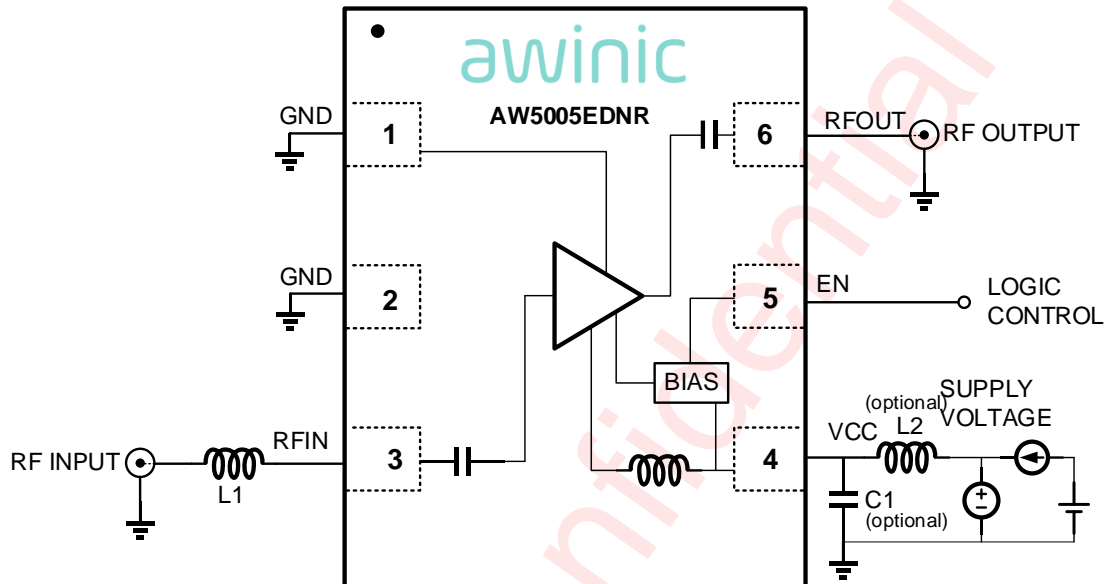 awinic
AW5005EDNR
GND
1
6
RFOUT
RF OUTPUT
GND
2
5
EN
LOGIC
CONTROL
BIAS
RF INPUT
L1
RFIN
3
4
VCC
(optional)
L2
SUPPLY
VOLTAGE
C1
(optional)
nfidential